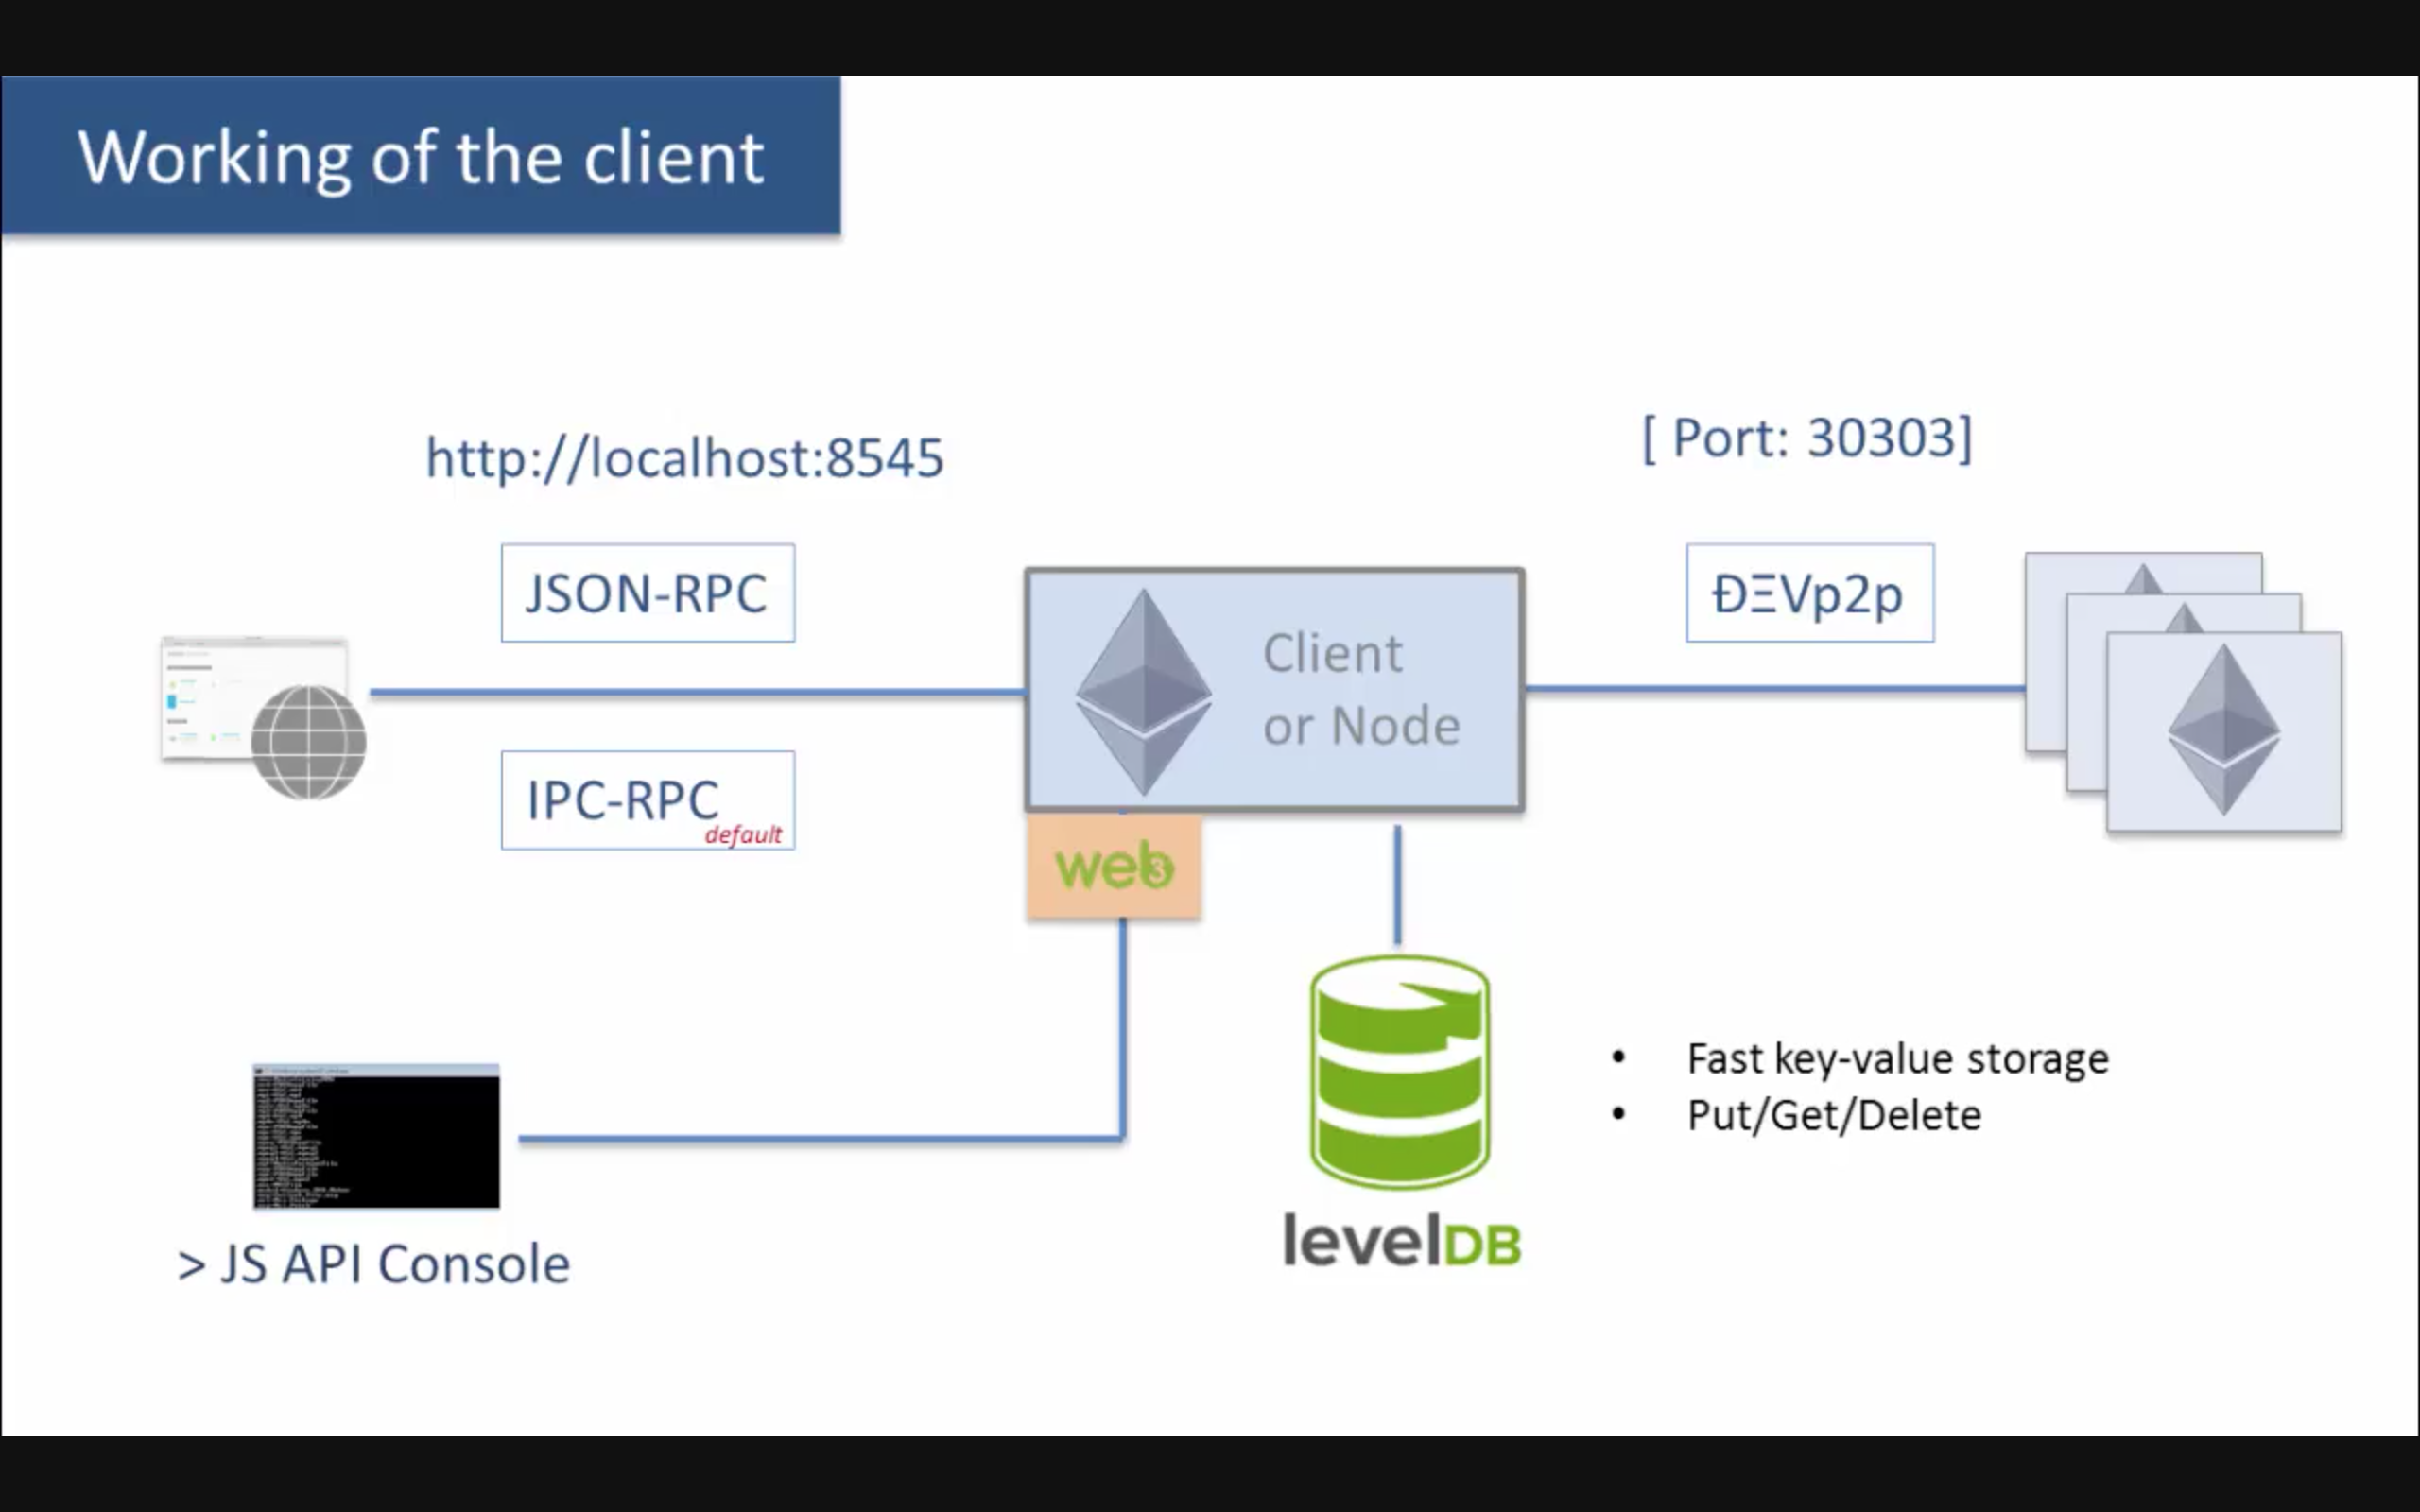 Working of the client
http://localhost:8545
[ Port: 30303]
JSON-RPC
ĐΞVp2p
Client
or Node
IPC-RPC
default
web3
Fast key-value storage
Put/Get/Delete
levelDB
> JS API Console